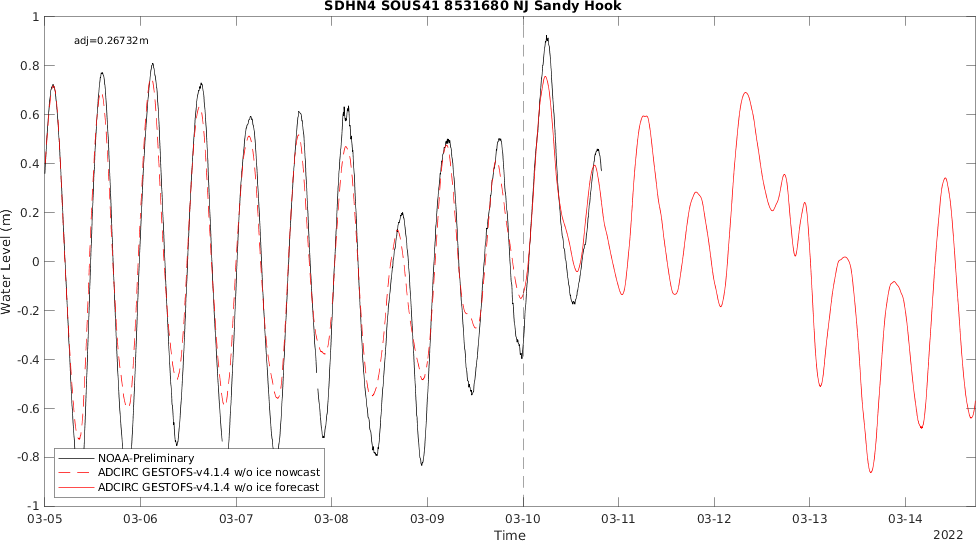 SDHN4 SOUS41 8531680 NJ Sandy Hook
adj=0.26732m
Water Level (m)
1
0.8
0.6
0.4
0.2
0
-0.2
-0.4
-0.6
-0.8
-1
NOAA-Preliminary
ADCIRC GESTOFS-v4.1.4 w/o ice nowcast
ADCIRC GESTOFS-v4.1.4 w/o ice forecast
03-05 03-06 03-07 03-08 03-09 03-10 03-11 03-12 03-13 03-14
Time
2022